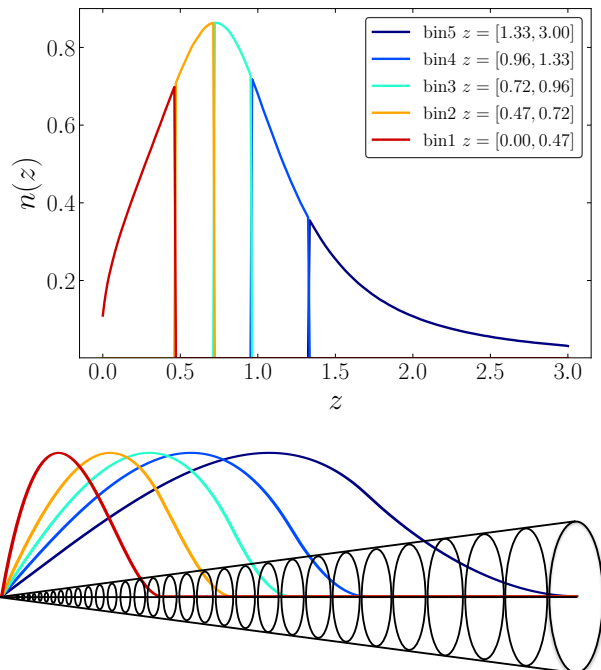 0.8
0.6
0.4
0.2
n(z)
bin5 z = [1.33, 3.00]
bin4 z = [0.96, 1.33]
bin3 z = [0.72, 0.96]
bin2 z = [0.47, 0.72]
bin1 z = [0.00, 0.47]
0.0 0.5 1.0 1.5 2.0 2.5 3.0
z